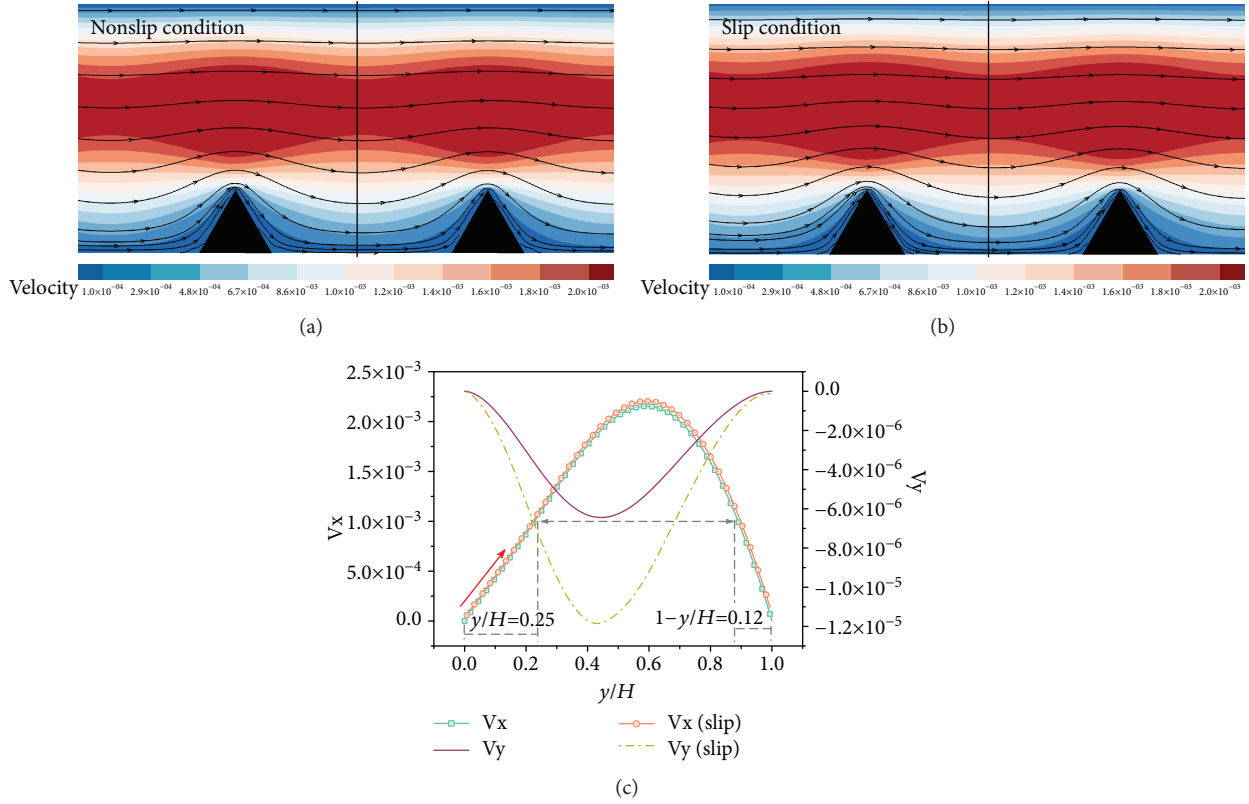 Nonslip condition
Slip condition
Velocity 1.0×10⁻⁰⁴ 2.9×10⁻⁰⁴ 4.8×10⁻⁰⁴ 6.7×10⁻⁰⁴ 8.6×10⁻⁰³ 1.0×10⁻⁰³ 1.2×10⁻⁰³ 1.4×10⁻⁰³ 1.6×10⁻⁰³ 1.8×10⁻⁰³ 2.0×10⁻⁰³
Velocity 1.0×10⁻⁰⁴ 2.9×10⁻⁰⁴ 4.8×10⁻⁰⁴ 6.7×10⁻⁰⁴ 8.6×10⁻⁰³ 1.0×10⁻⁰³ 1.2×10⁻⁰³ 1.4×10⁻⁰³ 1.6×10⁻⁰³ 1.8×10⁻⁰³ 2.0×10⁻⁰³
(a)
(b)
2.5×10⁻³
2.0×10⁻³
1.5×10⁻³
1.0×10⁻³
5.0×10⁻⁴
0.0
Vx
y/H=0.25
1−y/H=0.12
0.0
−2.0×10⁻⁶
−4.0×10⁻⁶
−6.0×10⁻⁶
−8.0×10⁻⁶
−1.0×10⁻⁵
−1.2×10⁻⁵
Vy
0.0 0.2 0.4 0.6 0.8 1.0
y/H
Vx
Vx (slip)
Vy
Vy (slip)
(c)